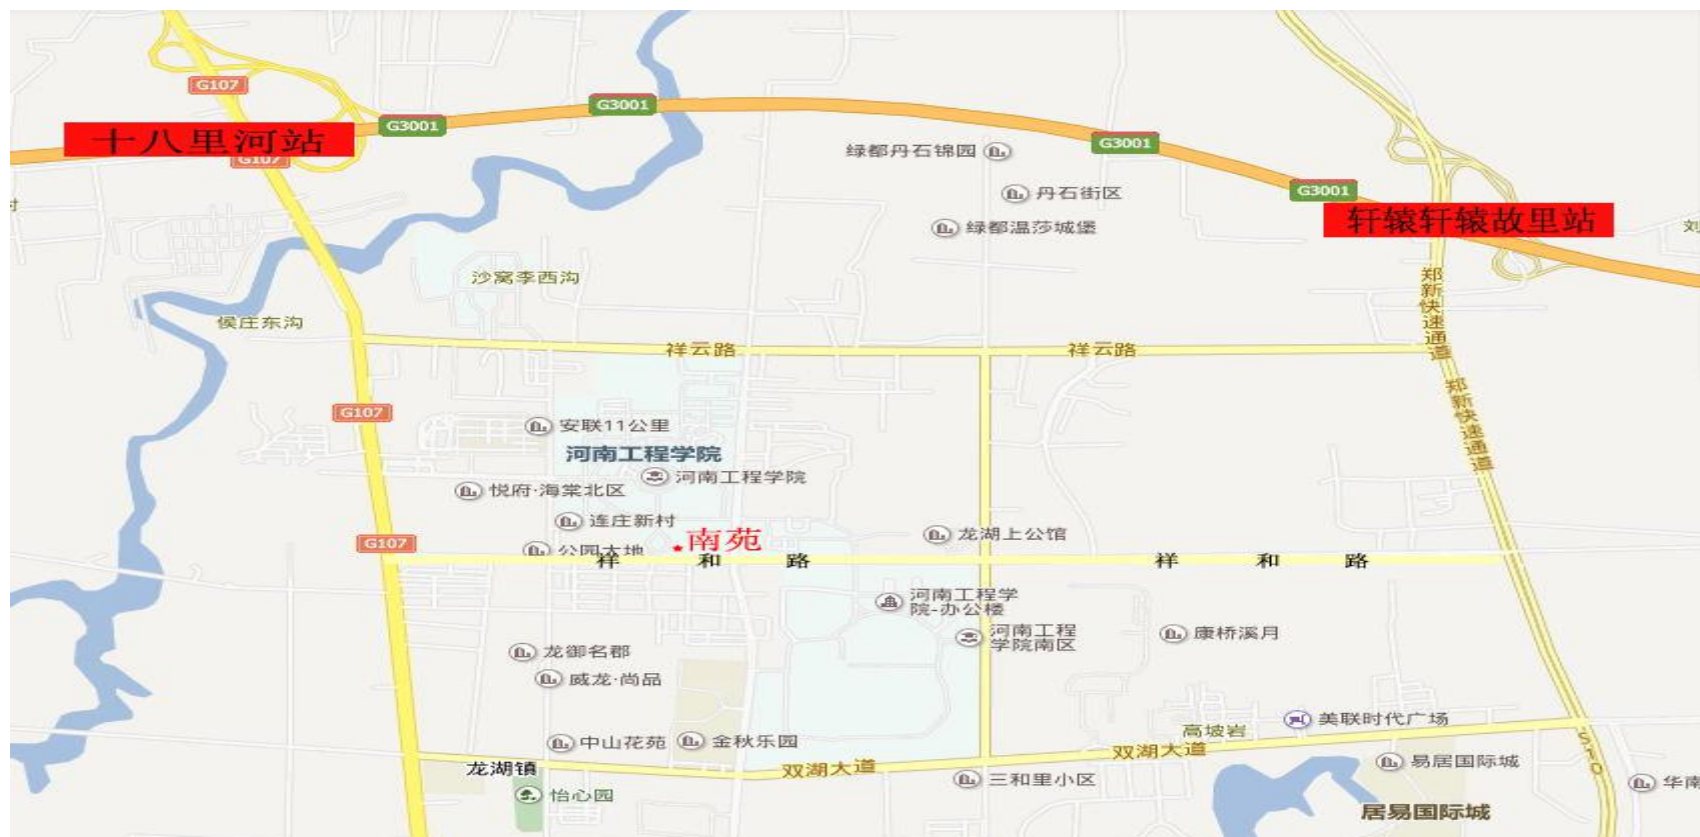 G107
G3001
G3001
十八里河站
G107
G3001
绿都丹石锦园
丹石街区
G3001
轩辕轩辕故里站
绿都温莎城堡
村
刘
沙窝李西沟
侯庄东沟
郑新快速通道
祥云路
祥云路
郑新快速通道
G107
安联11公里
河南工程学院
河南工程学院
悦府·海棠北区
连庄新村
南苑
龙湖上公馆
G107
公园大地
祥和路
祥和路
河南工程学
院-办公楼
河南工程
学院南区
康桥溪月
龙御名郡
威龙·尚品
美联时代广场
高坡岩
中山花苑
金秋乐园
双湖大道
S10
龙湖镇
双湖大道
三和里小区
易居国际城
华南
怡心园
居易国际城